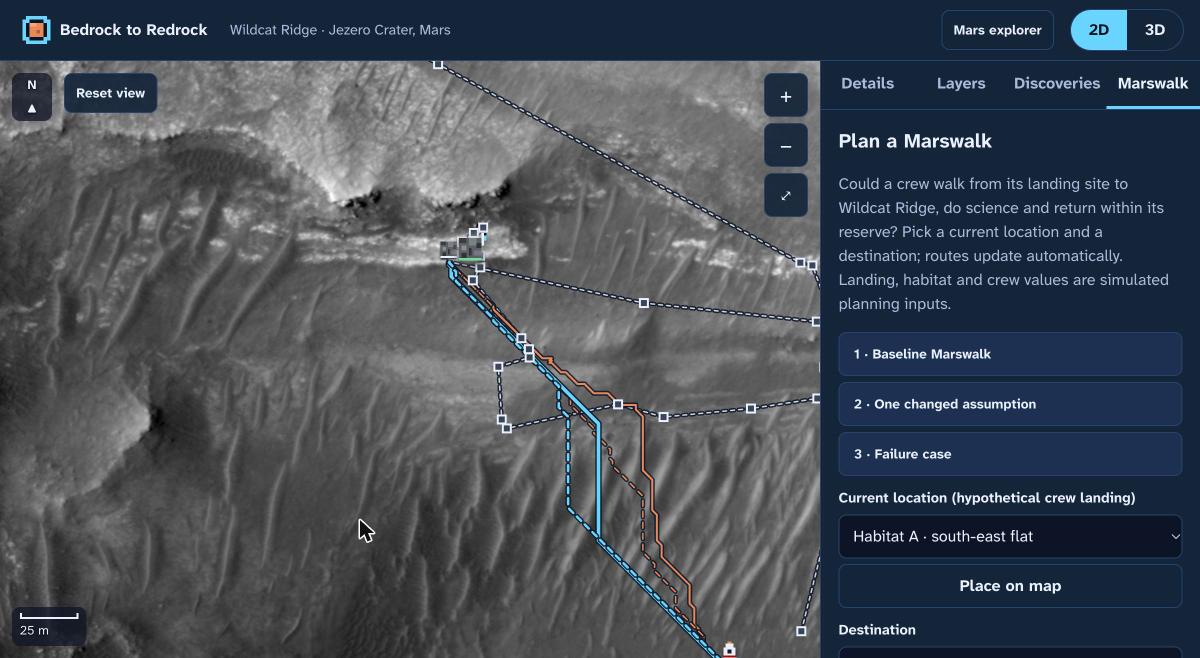 Bedrock to Redrock
Wildcat Ridge · Jezero Crater, Mars
Mars explorer
2D
3D
N
Reset view
25 m
Details
Layers
Discoveries
Marswalk
Plan a Marswalk
Could a crew walk from its landing site to
Wildcat Ridge, do science and return within its
reserve? Pick a current location and a
destination; routes update automatically.
Landing, habitat and crew values are simulated
planning inputs.
1 · Baseline Marswalk
2 · One changed assumption
3 · Failure case
Current location (hypothetical crew landing)
Habitat A · south-east flat
Place on map
Destination